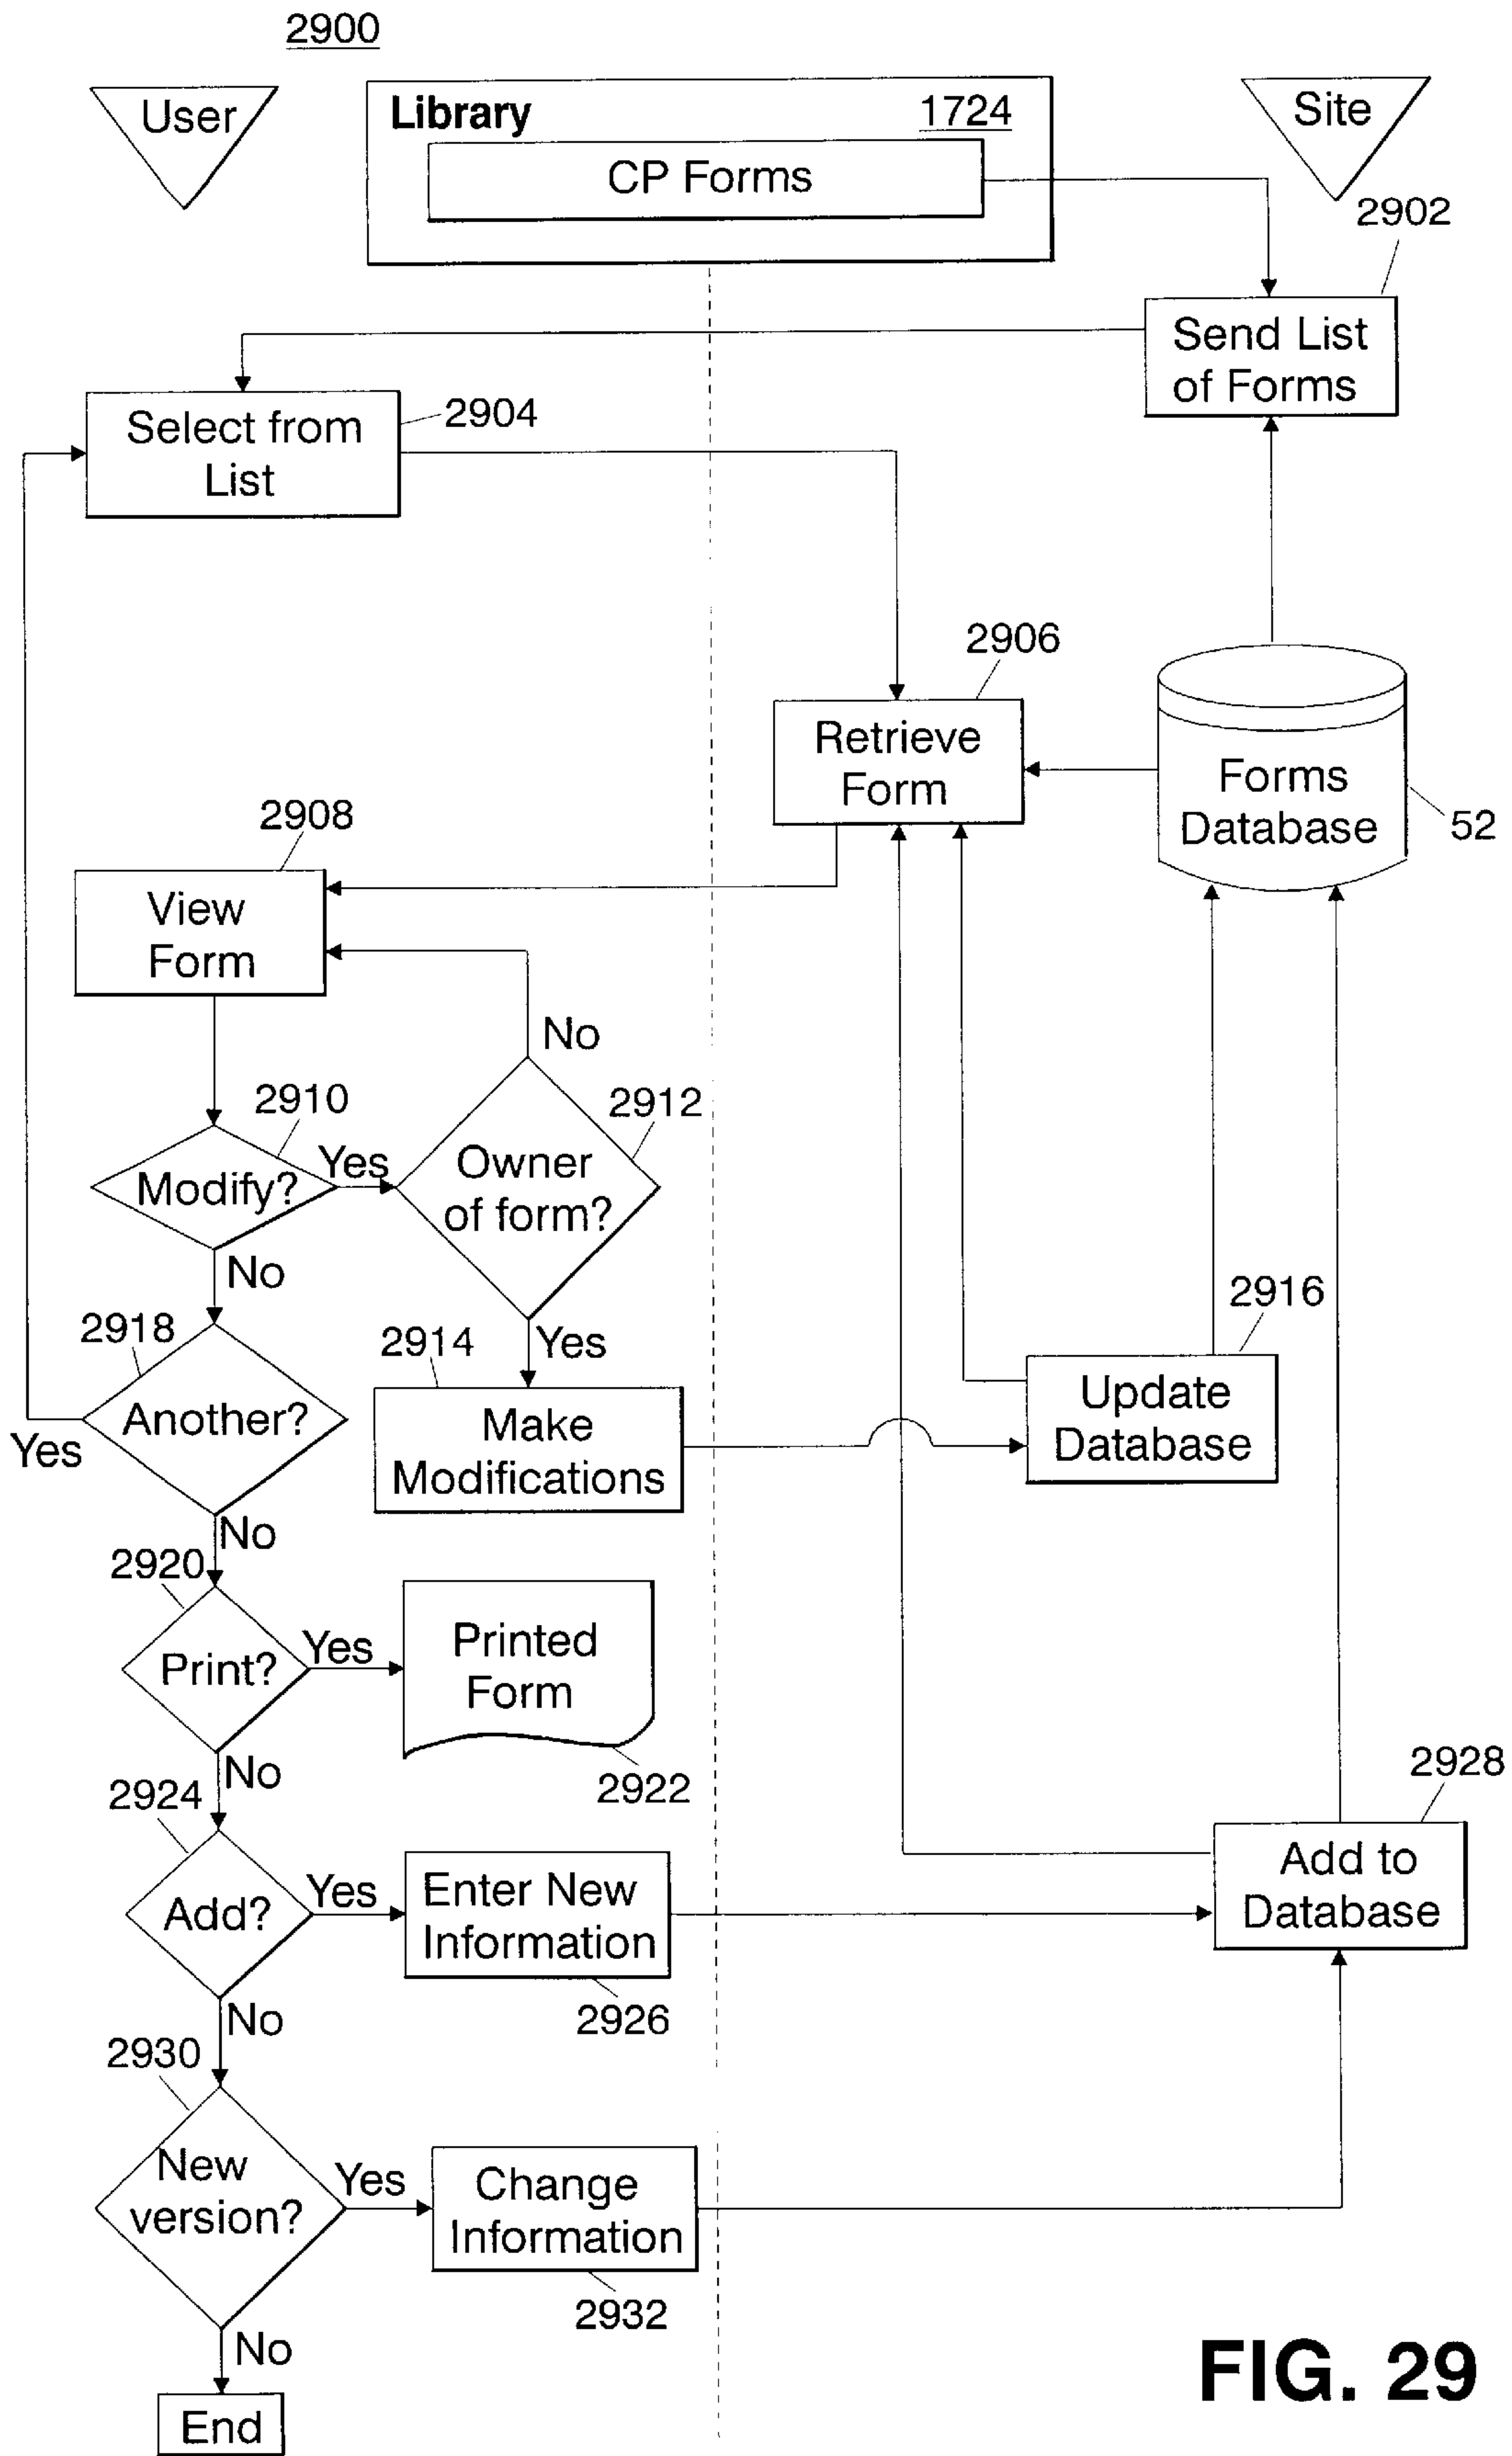 2900
User
Library
1724
Site
CP Forms
2902
Send List
of Forms
2904
Select from
List
2906
Retrieve
Form
Forms
Database
52
2908
View
Form
No
2910
2912
Modify?
Yes
Owner
of form?
No
2916
2918
2914
Yes
Update
Database
Another?
Yes
Make
Modifications
No
2920
Print?
Yes
Printed
Form
2922
No
2924
2928
Add?
Yes
Enter New
Information
Add to
Database
2926
No
2930
New
version?
Yes
Change
Information
2932
No
End
FIG. 29